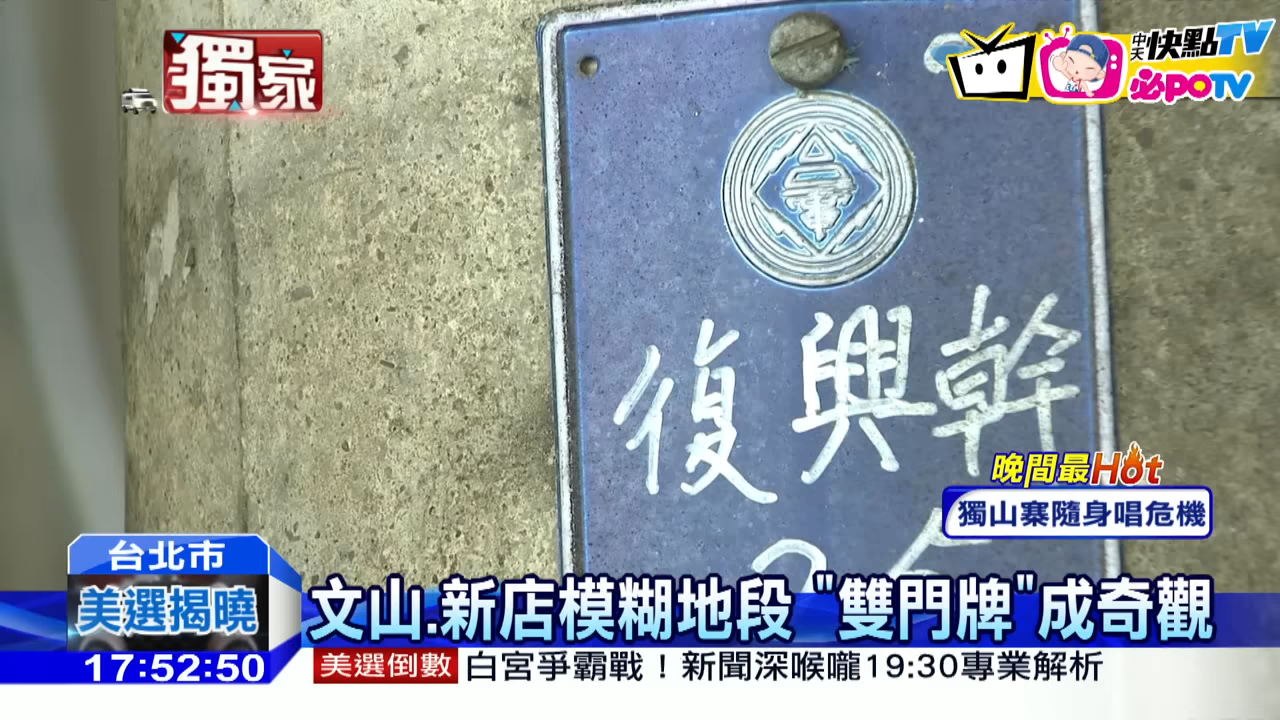 獨家
中天快點TV
必POTV
復興幹
晚間最Hot
獨山寨隨身唱危機
台北市
美選揭曉
文山.新店模糊地段 "雙門牌"成奇觀
17:52:50
美選倒數 白宮爭霸戰！新聞深喉嚨19:30專業解析